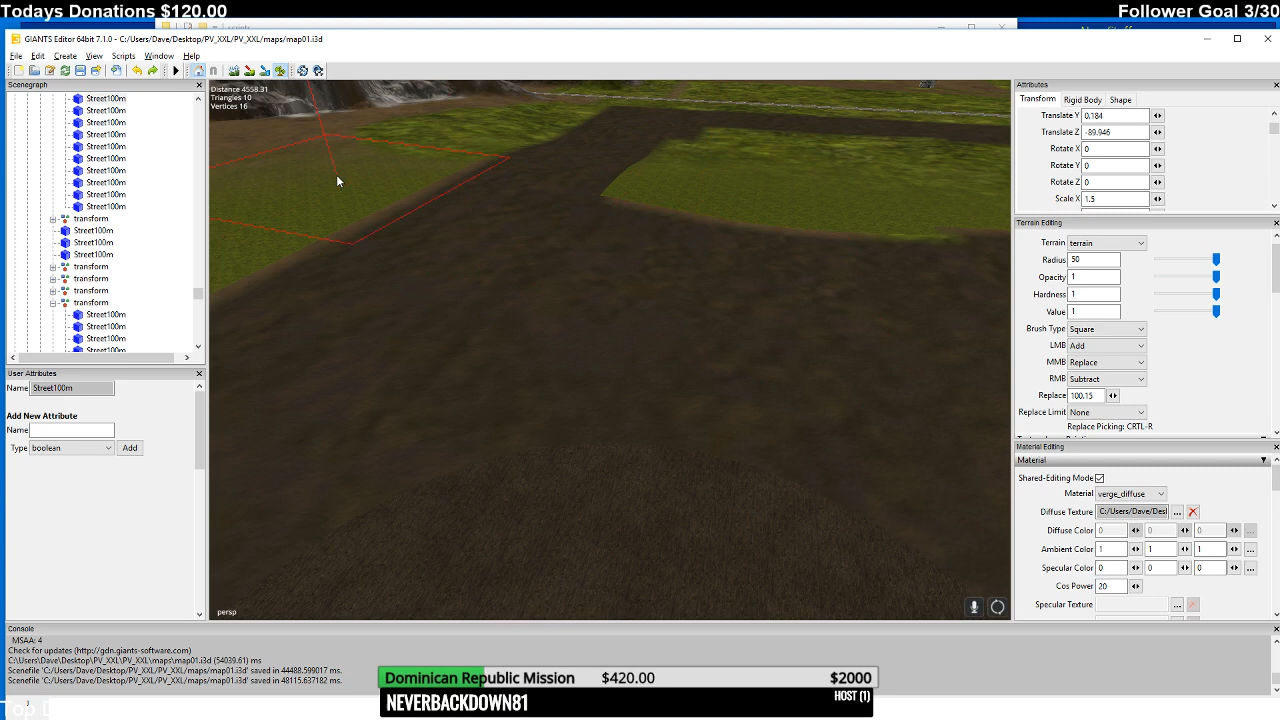 Todays Donations $120.00
Follower Goal 3/30
GIANTS Editor 64bit 7.1.0 - C:/Users/Dave/Desktop/PV_XXL/PV_XXL/maps/map01.i3d
File Edit Create View Scripts Window Help
Scenegraph
Street100m
Street100m
Street100m
Street100m
Street100m
Street100m
Street100m
Street100m
Street100m
Street100m
transform
Street100m
Street100m
Street100m
transform
transform
transform
transform
Street100m
Street100m
Street100m
Street100m
User Attributes
Name Street100m
Add New Attribute
Name
Type boolean Add
Distance 4558.31
Triangles 10
Vertices 16
persp
Attributes
Transform Rigid Body Shape
Translate Y 0.184
Translate Z -89.946
Rotate X 0
Rotate Y 0
Rotate Z 0
Scale X 1.5
Terrain Editing
Terrain terrain
Radius 50
Opacity 1
Hardness 1
Value 1
Brush Type Square
LMB Add
MMB Replace
RMB Subtract
Replace 100.15
Replace Limit None
Replace Picking: CRTL-R
Material Editing
Material
Shared-Editing Mode
Material verge_diffuse
Diffuse Texture C:/Users/Dave/Desl ...
Diffuse Color 0 0 0 ...
Ambient Color 1 1 1 ...
Specular Color 0 0 0 ...
Cos Power 20
Specular Texture ...
Console
MSAA: 4
Check for updates (http://gdn.giants-software.com)
C:\Users\Dave\Desktop\PV_XXL\PV_XXL\maps\map01.i3d (54039.61) ms
Scenefile 'C:/Users/Dave/Desktop/PV_XXL/PV_XXL/maps/map01.i3d' saved in 44488.599017 ms.
Scenefile 'C:/Users/Dave/Desktop/PV_XXL/PV_XXL/maps/map01.i3d' saved in 48115.637182 ms.
Dominican Republic Mission $420.00 $2000
NEVERBACKDOWN81 HOST (1)